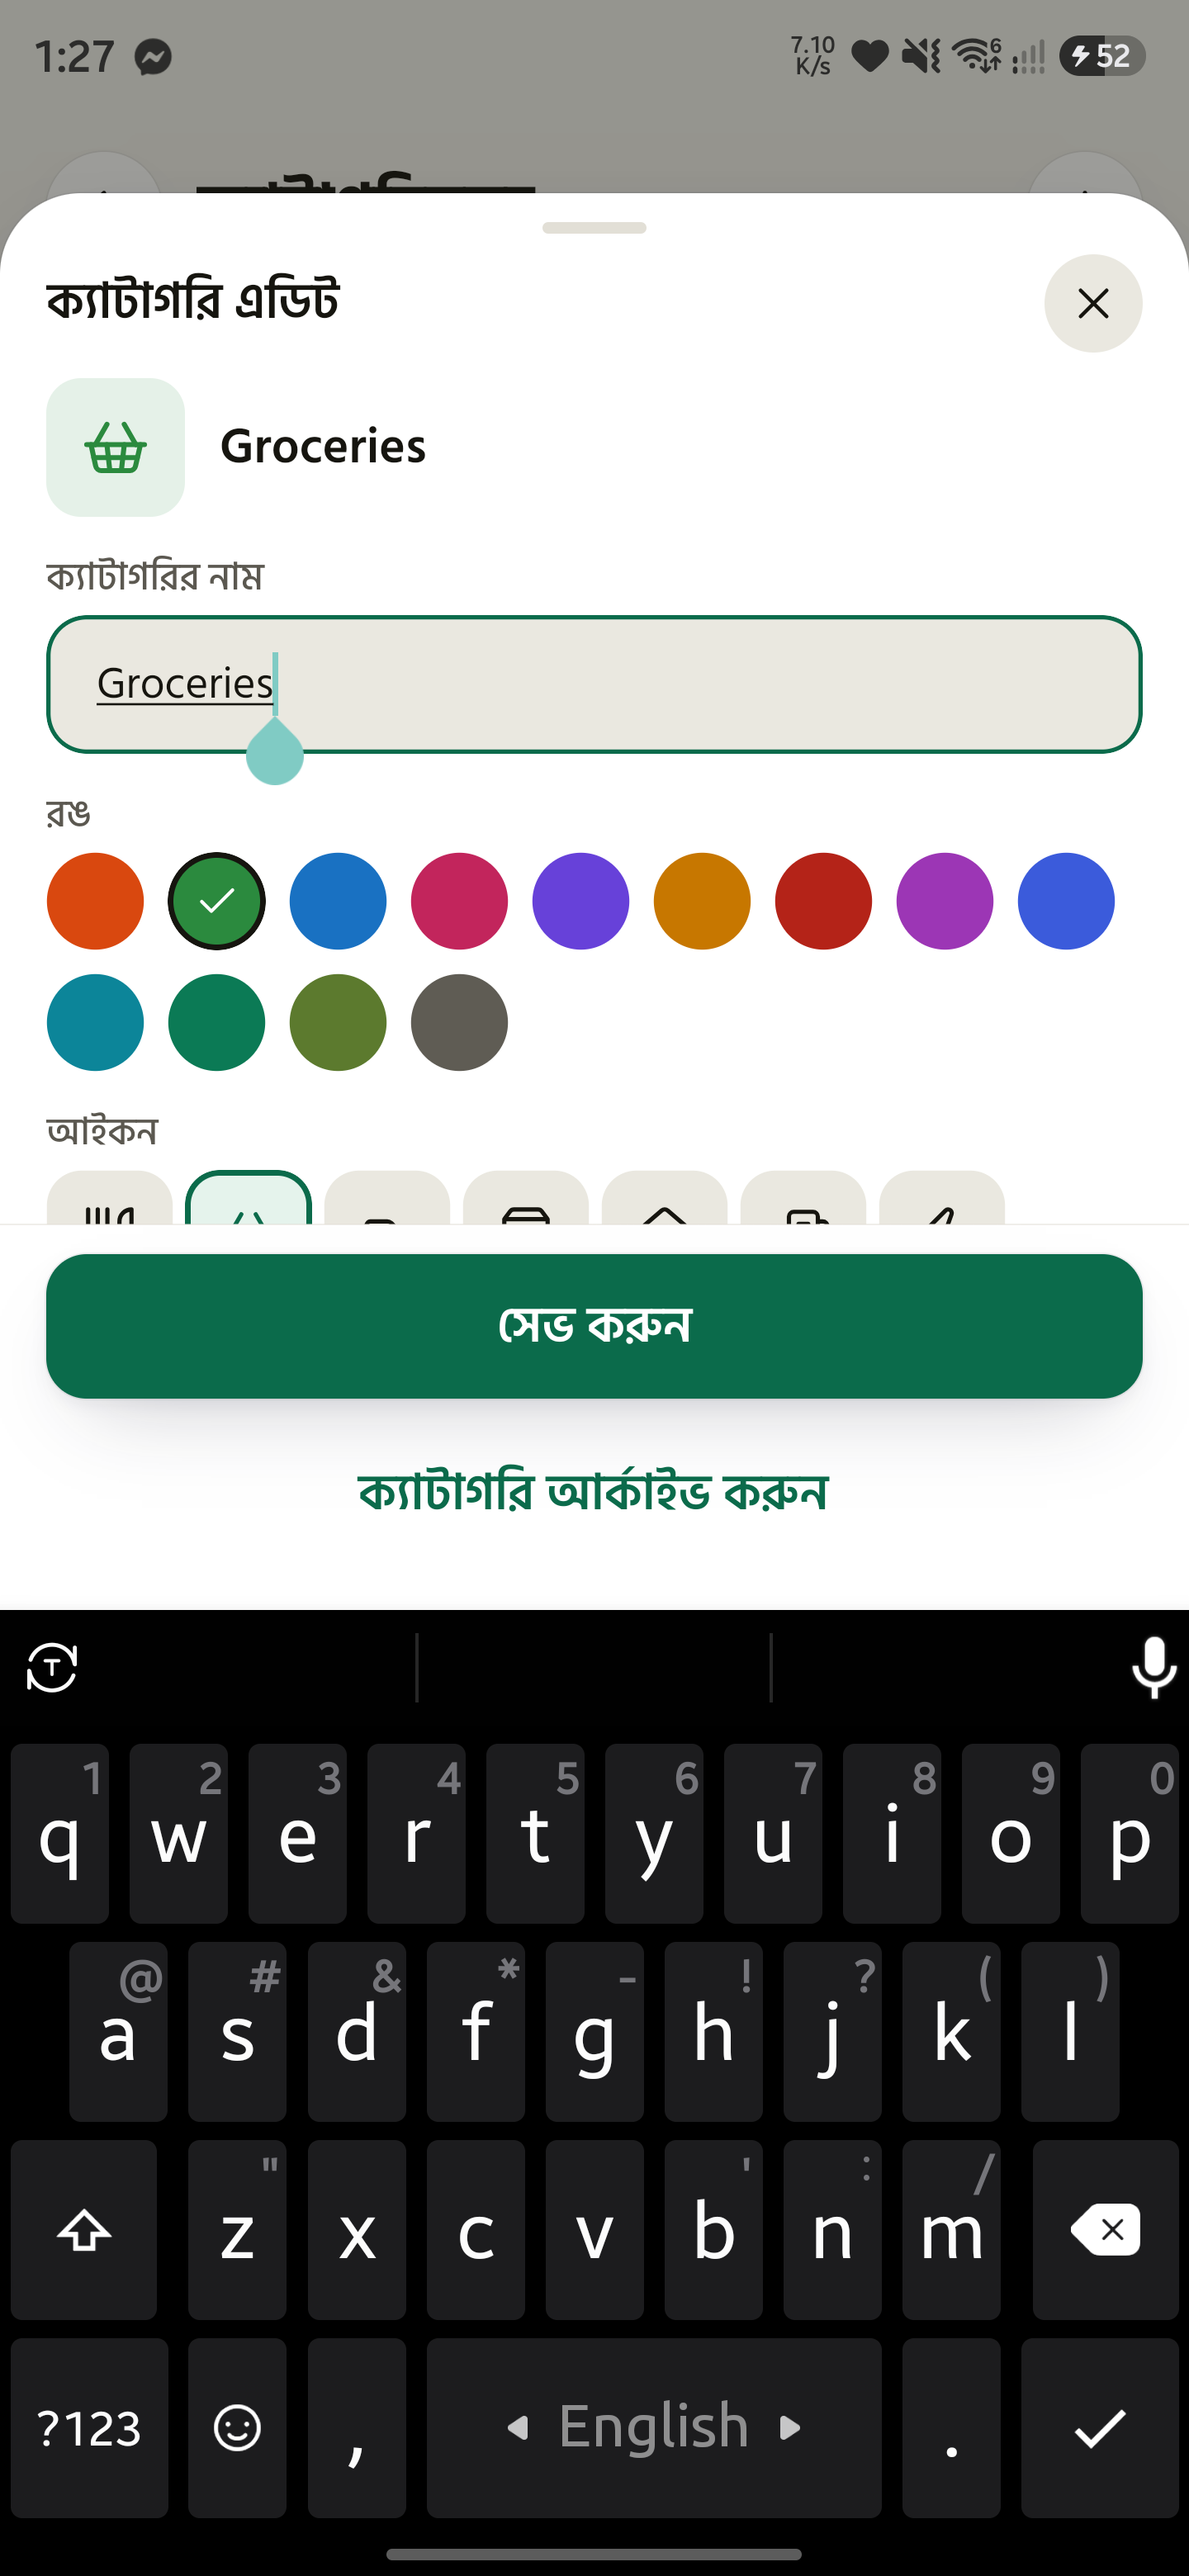 1:27
7.10
K/s
6
52
ক্যাটাগরি এডিট
Groceries
ক্যাটাগরির নাম
Groceries
রঙ
আইকন
সেভ করুন
ক্যাটাগরি আর্কাইভ করুন
T
1 2 3 4 5 6 7 8 9 0
q w e r t y u i o p
@ # & * - ! ? ( )
a s d f g h j k l
" ' : /
z x c v b n m
?123 , English .